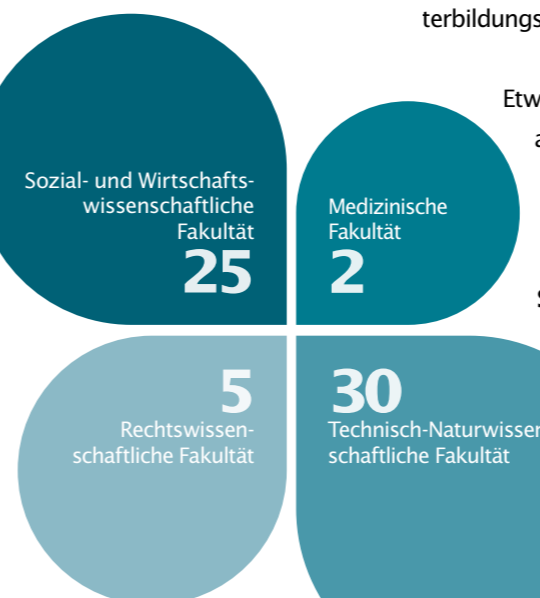 terbildungs
Etw
a
Sozial- und Wirtschafts-
wissenschaftliche
Fakultät
25
Medizinische
Fakultät
2
5
Rechtswissen-
schaftliche Fakultät
30
Technisch-Naturwissen
schaftliche Fakultät